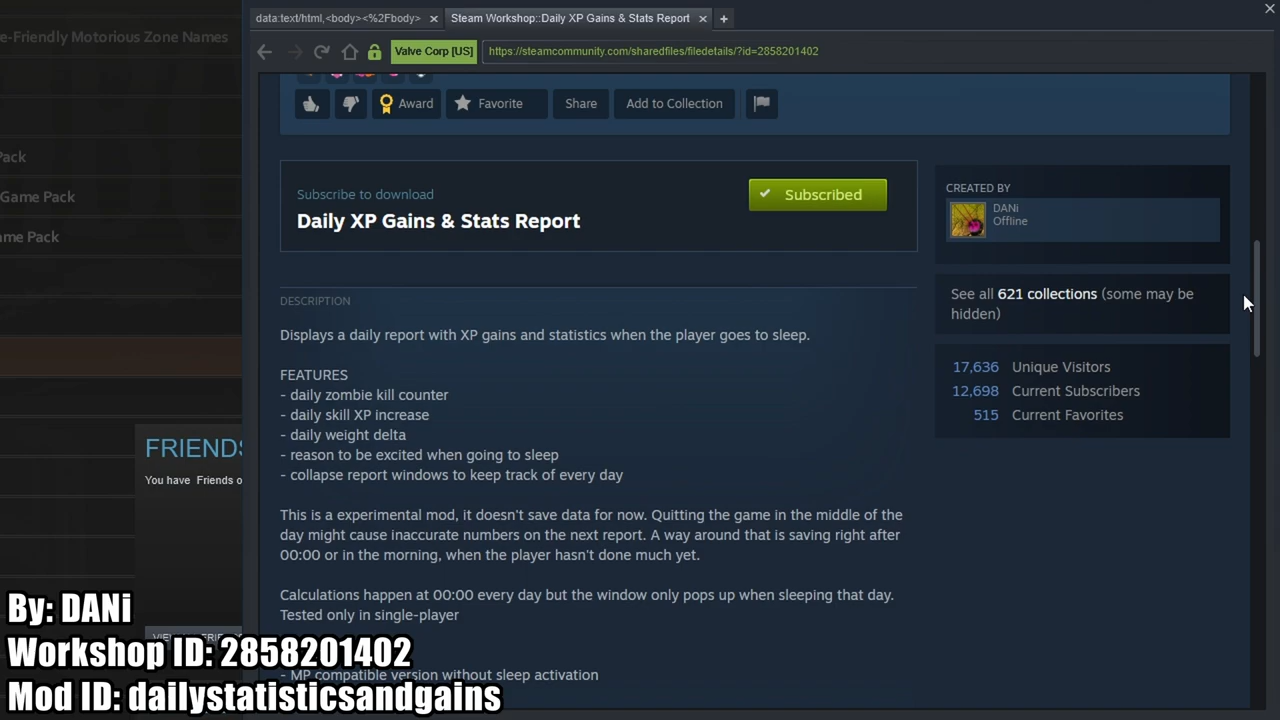 data:text/html,<body><%2Fbody>
Steam Workshop::Daily XP Gains & Stats Report
e-Friendly Motorious Zone Names
Valve Corp [US]
https://steamcommunity.com/sharedfiles/filedetails/?id=2858201402
Award
Favorite
Share
Add to Collection
Pack
Game Pack
ame Pack
Subscribe to download
Daily XP Gains & Stats Report
Subscribed
CREATED BY
DANi
Offline
See all 621 collections (some may be
hidden)
17,636 Unique Visitors
12,698 Current Subscribers
515 Current Favorites
DESCRIPTION
Displays a daily report with XP gains and statistics when the player goes to sleep.
FEATURES
- daily zombie kill counter
- daily skill XP increase
- daily weight delta
- reason to be excited when going to sleep
- collapse report windows to keep track of every day
This is a experimental mod, it doesn't save data for now. Quitting the game in the middle of the
day might cause inaccurate numbers on the next report. A way around that is saving right after
00:00 or in the morning, when the player hasn't done much yet.
Calculations happen at 00:00 every day but the window only pops up when sleeping that day.
Tested only in single-player
- MP compatible version without sleep activation
FRIENDS
You have Friends o
By: DANi
Workshop ID: 2858201402
Mod ID: dailystatisticsandgains